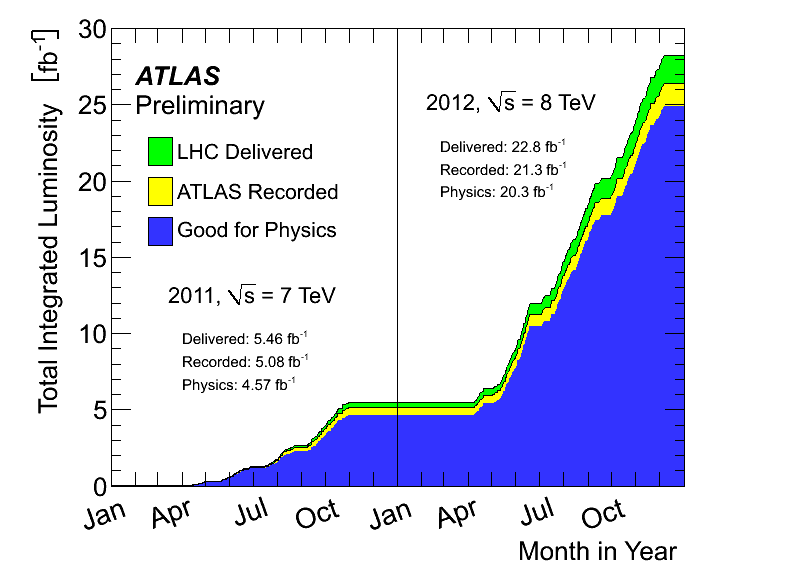 30
25
20
15
10
5
0
Total Integrated Luminosity [fb⁻¹]
ATLAS
Preliminary
LHC Delivered
ATLAS Recorded
Good for Physics
2011, √s = 7 TeV
Delivered: 5.46 fb⁻¹
Recorded: 5.08 fb⁻¹
Physics: 4.57 fb⁻¹
2012, √s = 8 TeV
Delivered: 22.8 fb⁻¹
Recorded: 21.3 fb⁻¹
Physics: 20.3 fb⁻¹
Jan Apr Jul Oct Jan Apr Jul Oct
Month in Year